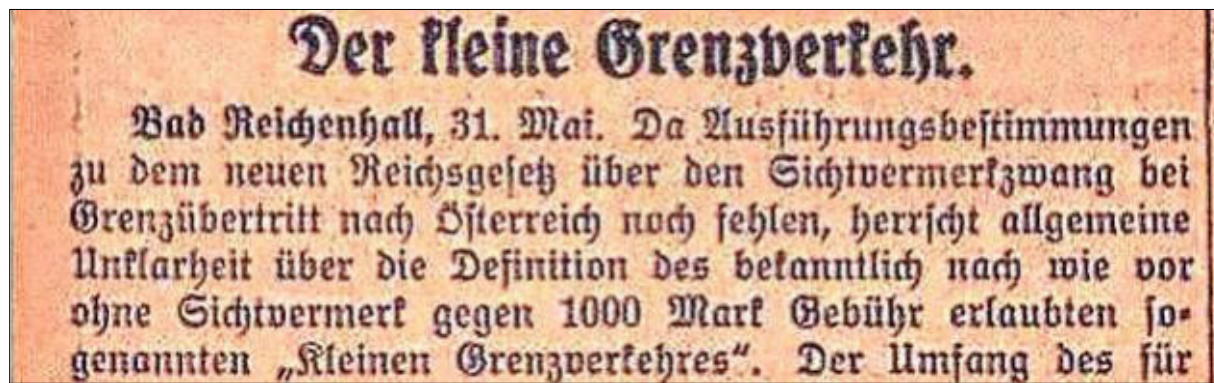 Der kleine Grenzverkehr.
Bad Reichenhall, 31. Mai. Da Ausführungsbestimmungen
zu dem neuen Reichsgesetz über den Sichtvermerkzwang bei
Grenzübertritt nach Österreich noch fehlen, herrscht allgemeine
Unklarheit über die Definition des bekanntlich nach wie vor
ohne Sichtvermerk gegen 1000 Mark Gebühr erlaubten so-
genannten „Kleinen Grenzverkehres“. Der Umfang des für